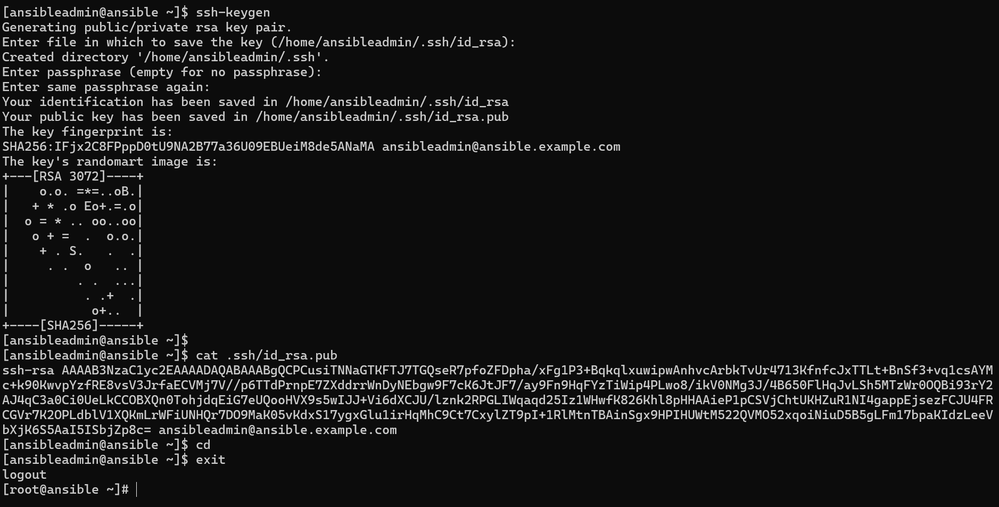 [ansibleadmin@ansible ~]$ ssh-keygen
Generating public/private rsa key pair.
Enter file in which to save the key (/home/ansibleadmin/.ssh/id_rsa):
Created directory '/home/ansibleadmin/.ssh'.
Enter passphrase (empty for no passphrase):
Enter same passphrase again:
Your identification has been saved in /home/ansibleadmin/.ssh/id_rsa
Your public key has been saved in /home/ansibleadmin/.ssh/id_rsa.pub
The key fingerprint is:
SHA256:IFjx2C8FPppD0tU9NA2B77a36U09EBUeiM8de5ANaMA ansibleadmin@ansible.example.com
The key's randomart image is:
+---[RSA 3072]----+
|    o.o. =*=..oB.|
|   + * .o Eo+.=.o|
|  o = * .. oo..oo|
|   o + =  .  o.o.|
|    + . S.   .  .|
|     . .  o   .. |
|         . .  ...|
|          . .+  .|
|           o+..  |
+----[SHA256]-----+
[ansibleadmin@ansible ~]$
[ansibleadmin@ansible ~]$ cat .ssh/id_rsa.pub
ssh-rsa AAAAB3NzaC1yc2EAAAADAQABAAABgQCPCusiTNNaGTKFTJ7TGQseR7pfoZFDpha/xFg1P3+BqkqlxuwipwAnhvcArbkTvUr4713KfnfcJxTTLt+BnSf3+vq1csAYM
c+k90KwvpYzfRE8vsV3JrfaECVMj7V//p6TTdPrnpE7ZXddrrWnDyNEbgw9F7cK6JtJF7/ay9Fn9HqFYzTiWip4PLwo8/ikV0NMg3J/4B650FlHqJvLSh5MTzWr0OQBi93rY2
AJ4qC3a0Ci0UeLkCCOBXQn0TohjdqEiG7eUQooHVX9s5wIJJ+Vi6dXCJU/lznk2RPGLIWqaqd25Iz1WHwfK826Khl8pHHAAieP1pCSVjChtUKHZuR1NI4gappEjsezFCJU4FR
CGVr7K2OPLdblV1XQKmLrWFiUNHQr7DO9MaK05vKdxS17ygxGlu1irHqMhC9Ct7CxylZT9pI+1RlMtnTBAinSgx9HPIHUWtM522QVMO52xqoiNiuD5B5gLFm17bpaKIdzLeeV
bXjK6S5AaI5ISbjZp8c= ansibleadmin@ansible.example.com
[ansibleadmin@ansible ~]$ cd
[ansibleadmin@ansible ~]$ exit
logout
[root@ansible ~]#